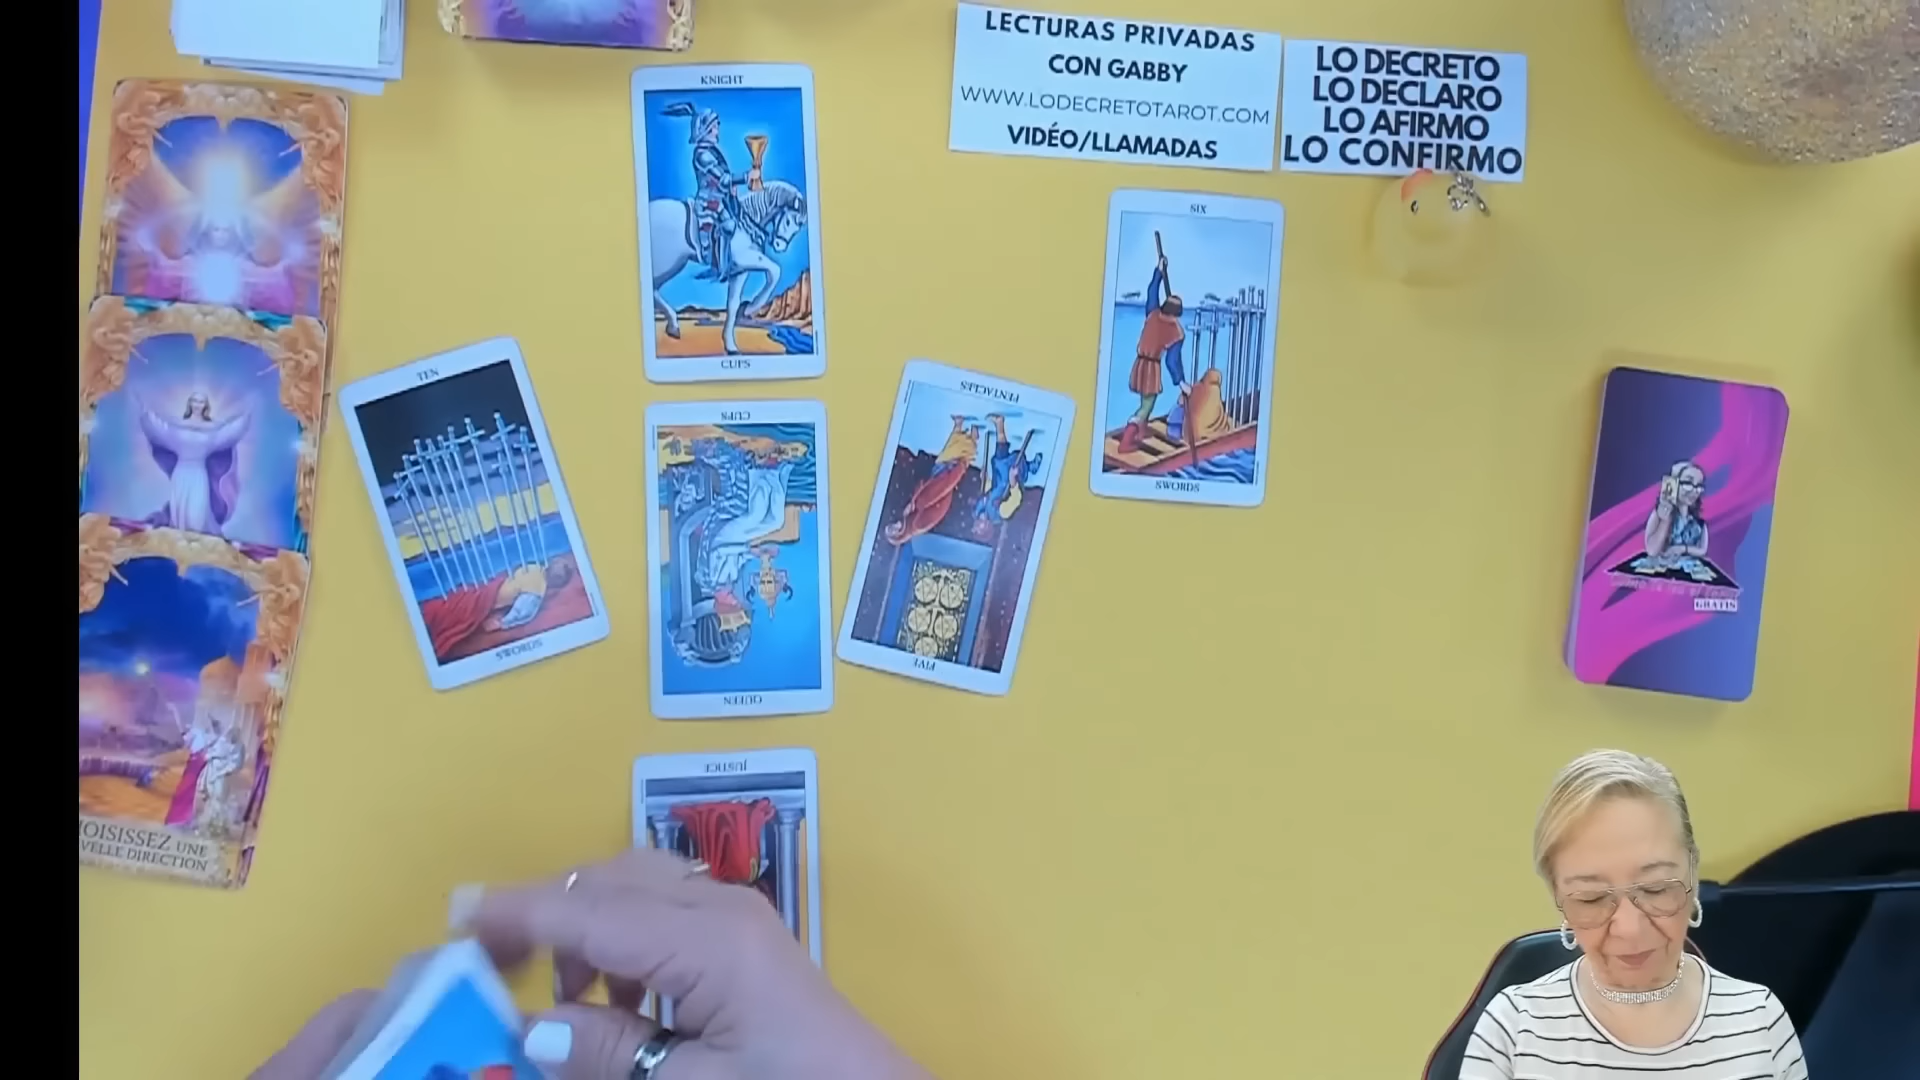 LECTURAS PRIVADAS
CON GABBY
WWW.LODECRETOTAROT.COM
VIDÉO/LLAMADAS
LO DECRETO
LO DECLARO
LO AFIRMO
LO CONFIRMO
KNIGHT
CUPS
SIX
SWORDS
TEN
SWORDS
CUPS
QUEEN
PENTACLES
FIVE
JUSTICE
GRATIS
OISISSEZ UNE
VELLE DIRECTION